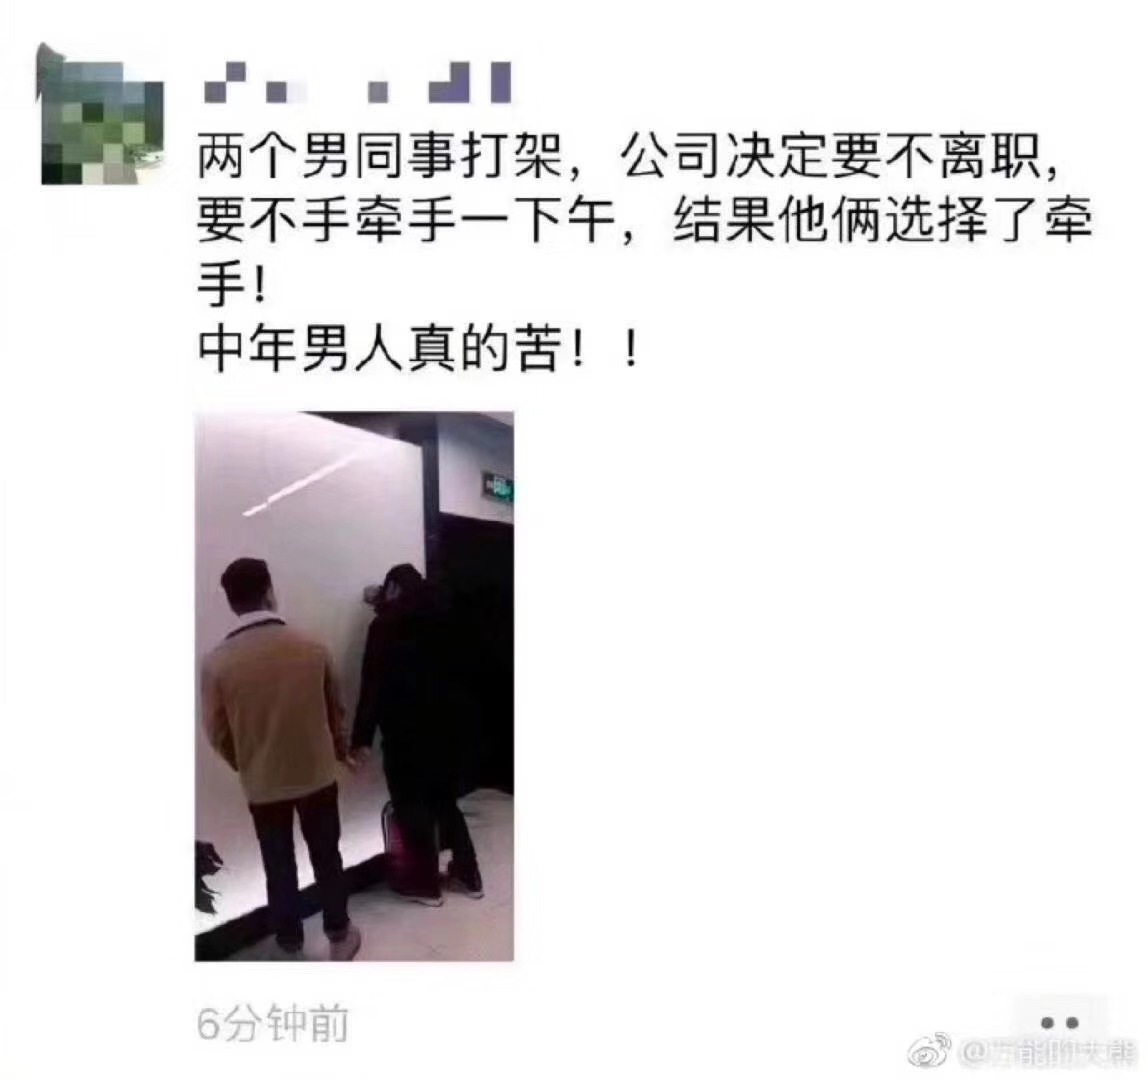 两个男同事打架，公司决定要不离职，
要不手牵手一下午，结果他俩选择了牵
手！
中年男人真的苦！！
6分钟前